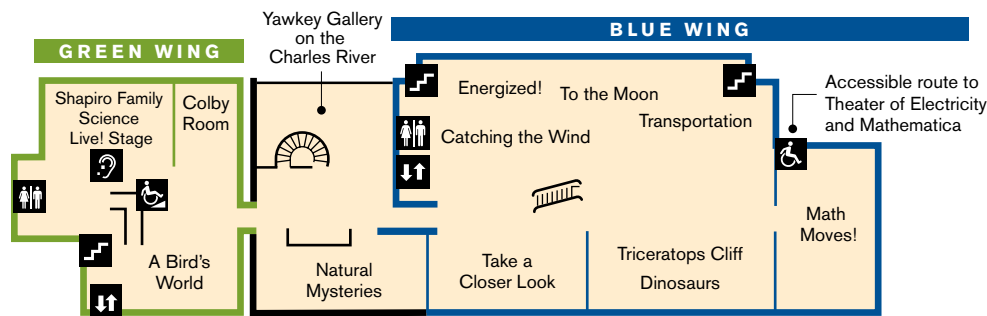 GREEN WING
Yawkey Gallery
on the
Charles River
BLUE WING
Shapiro Family
Science
Live! Stage
Colby
Room
Energized!
To the Moon
Transportation
Catching the Wind
Accessible route to
Theater of Electricity
and Mathematica
A Bird's
World
Natural
Mysteries
Take a
Closer Look
Triceratops Cliff
Dinosaurs
Math
Moves!